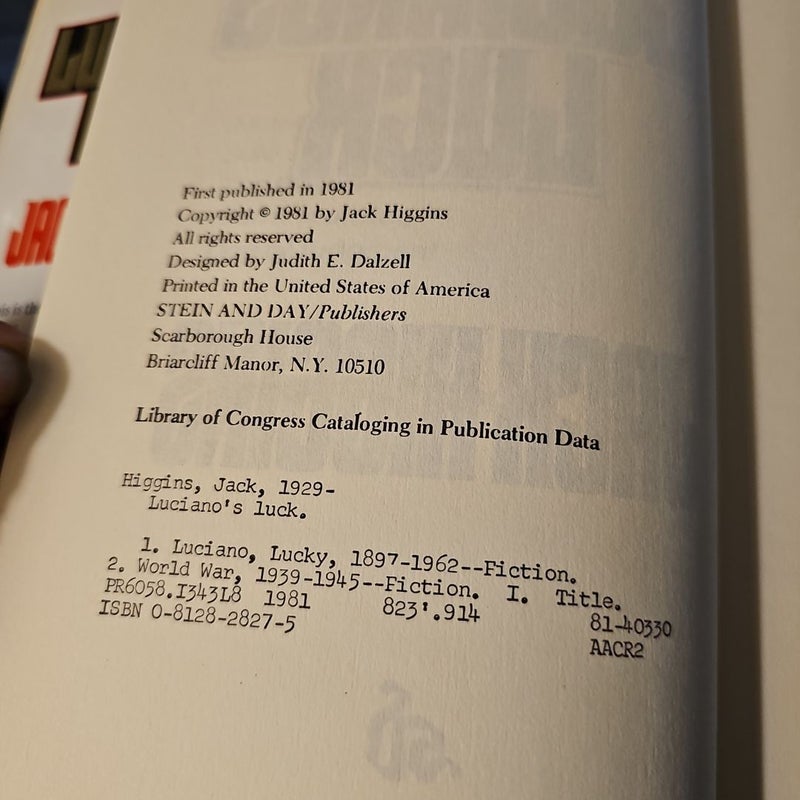 First published in 1981
Copyright © 1981 by Jack Higgins
All rights reserved
Designed by Judith E. Dalzell
Printed in the United States of America
STEIN AND DAY/Publishers
Scarborough House
Briarcliff Manor, N.Y. 10510
Library of Congress Cataloging in Publication Data
Higgins, Jack, 1929-
Luciano's luck.
1. Luciano, Lucky, 1897-1962--Fiction.
2. World War, 1939-1945--Fiction. I. Title.
PR6058.I343L8 1981 823'.914 81-40330
ISBN 0-8128-2827-5 AACR2